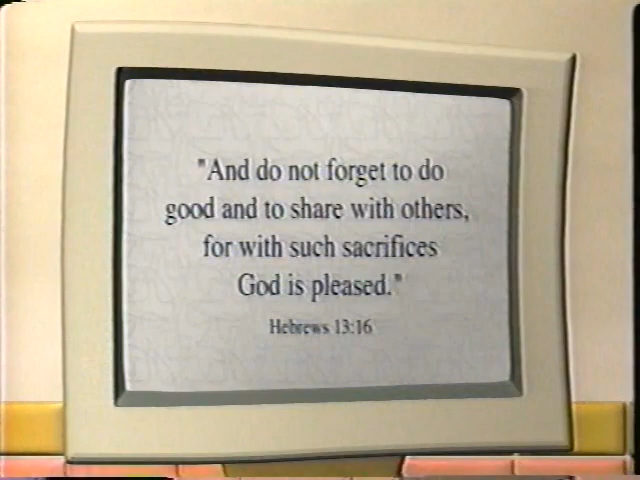 "And do not forget to do
good and to share with others,
for with such sacrifices
God is pleased."
Hebrews 13:16